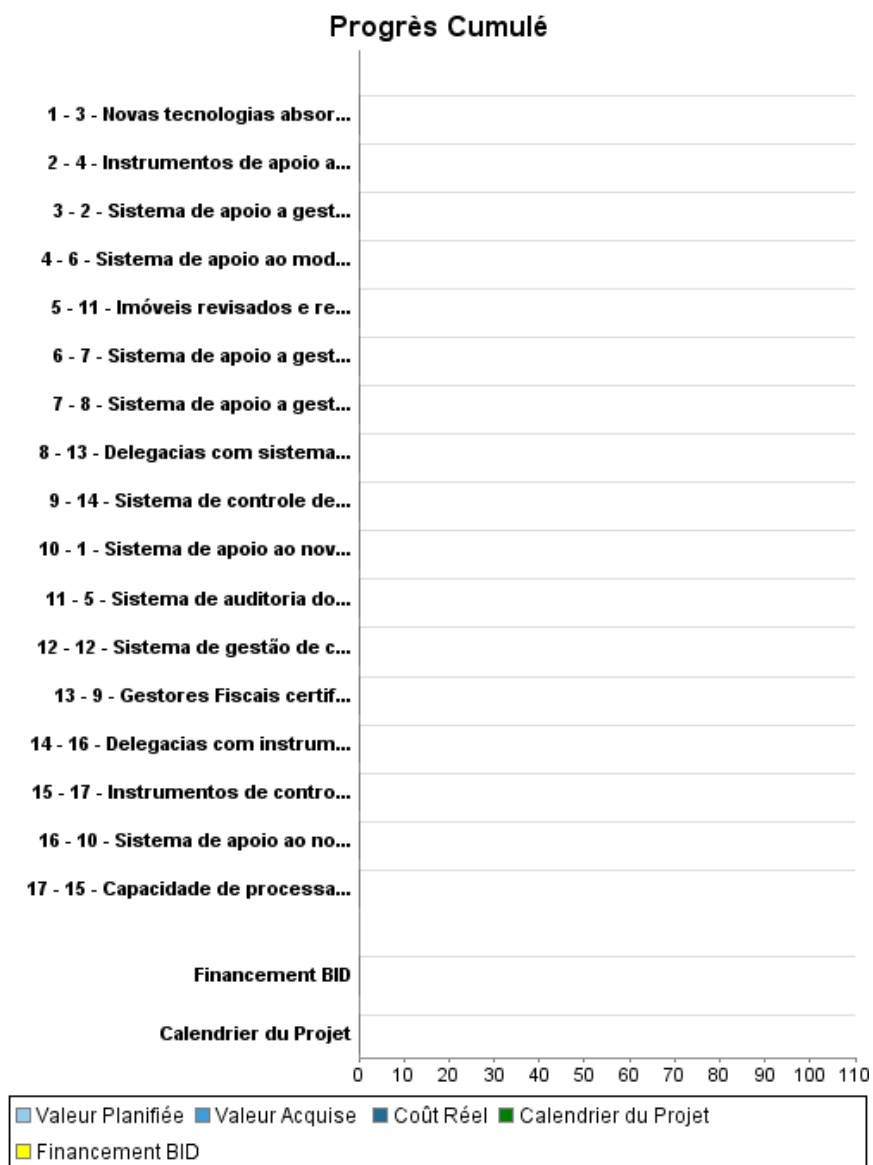 Progrès Cumulé
1 - 3 - Novas tecnologias absor...
2 - 4 - Instrumentos de apoio a...
3 - 2 - Sistema de apoio a gest...
4 - 6 - Sistema de apoio ao mod...
5 - 11 - Imóveis revisados e re...
6 - 7 - Sistema de apoio a gest...
7 - 8 - Sistema de apoio a gest...
8 - 13 - Delegacias com sistema...
9 - 14 - Sistema de controle de...
10 - 1 - Sistema de apoio ao nov...
11 - 5 - Sistema de auditoria do...
12 - 12 - Sistema de gestão de c...
13 - 9 - Gestores Fiscais certif...
14 - 16 - Delegacias com instrum...
15 - 17 - Instrumentos de contro...
16 - 10 - Sistema de apoio ao no...
17 - 15 - Capacidade de processa...
Financement BID
Calendrier du Projet
0 10 20 30 40 50 60 70 80 90 100 110
Valeur Planifiée Valeur Acquise Coût Réel Calendrier du Projet
Financement BID